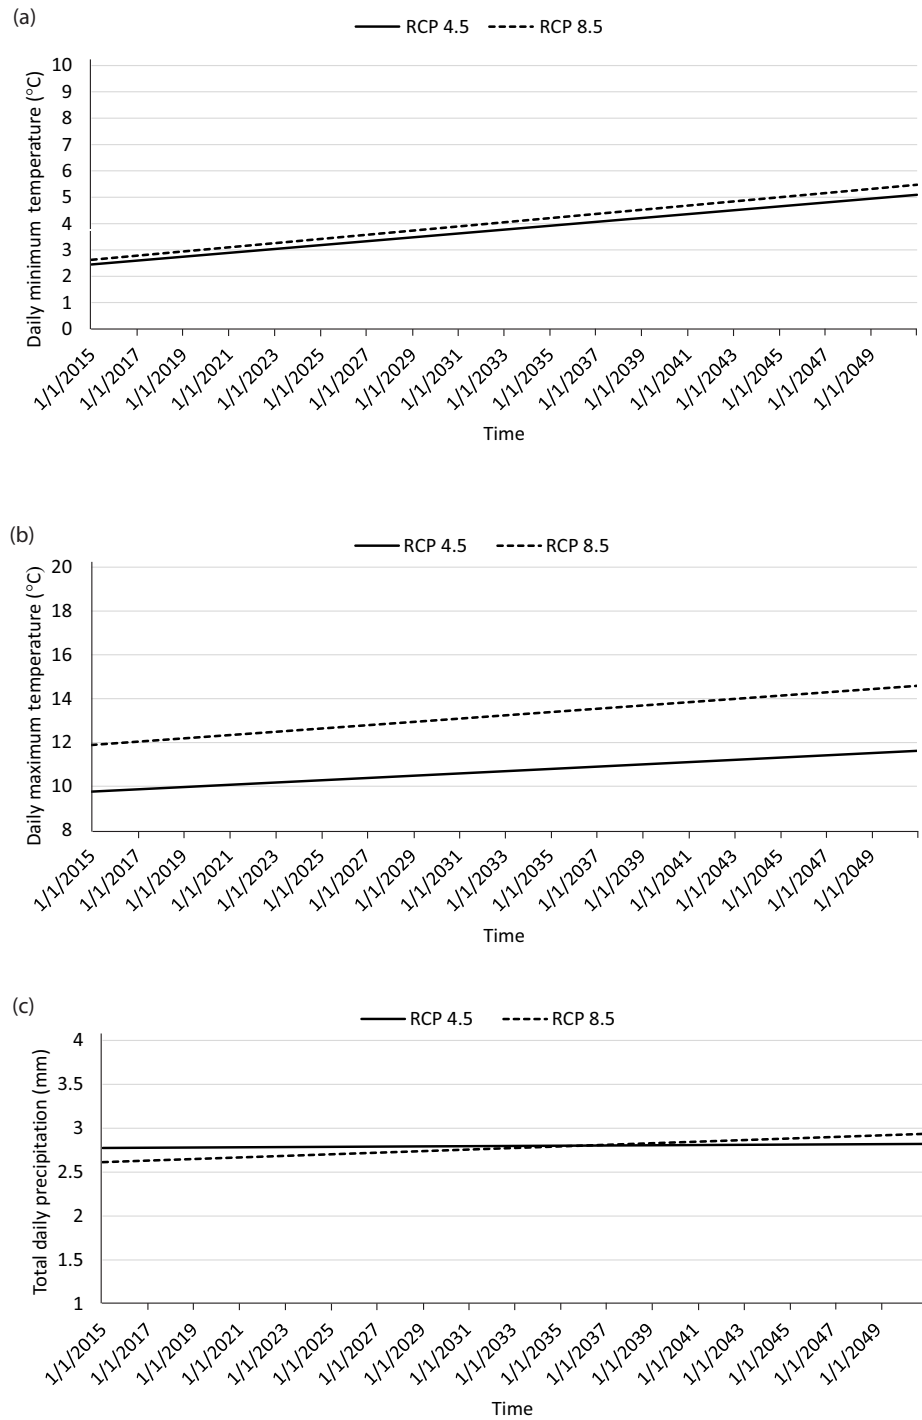 (a)
RCP 4.5 RCP 8.5
Daily minimum temperature (°C)
10
9
8
7
6
5
4
3
2
1
0
1/1/2015 1/1/2017 1/1/2019 1/1/2021 1/1/2023 1/1/2025 1/1/2027 1/1/2029 1/1/2031 1/1/2033 1/1/2035 1/1/2037 1/1/2039 1/1/2041 1/1/2043 1/1/2045 1/1/2047 1/1/2049
Time
(b)
RCP 4.5 RCP 8.5
Daily maximum temperature (°C)
20
18
16
14
12
10
8
1/1/2015 1/1/2017 1/1/2019 1/1/2021 1/1/2023 1/1/2025 1/1/2027 1/1/2029 1/1/2031 1/1/2033 1/1/2035 1/1/2037 1/1/2039 1/1/2041 1/1/2043 1/1/2045 1/1/2047 1/1/2049
Time
(c)
RCP 4.5 RCP 8.5
Total daily precipitation (mm)
4
3.5
3
2.5
2
1.5
1
1/1/2015 1/1/2017 1/1/2019 1/1/2021 1/1/2023 1/1/2025 1/1/2027 1/1/2029 1/1/2031 1/1/2033 1/1/2035 1/1/2037 1/1/2039 1/1/2041 1/1/2043 1/1/2045 1/1/2047 1/1/2049
Time